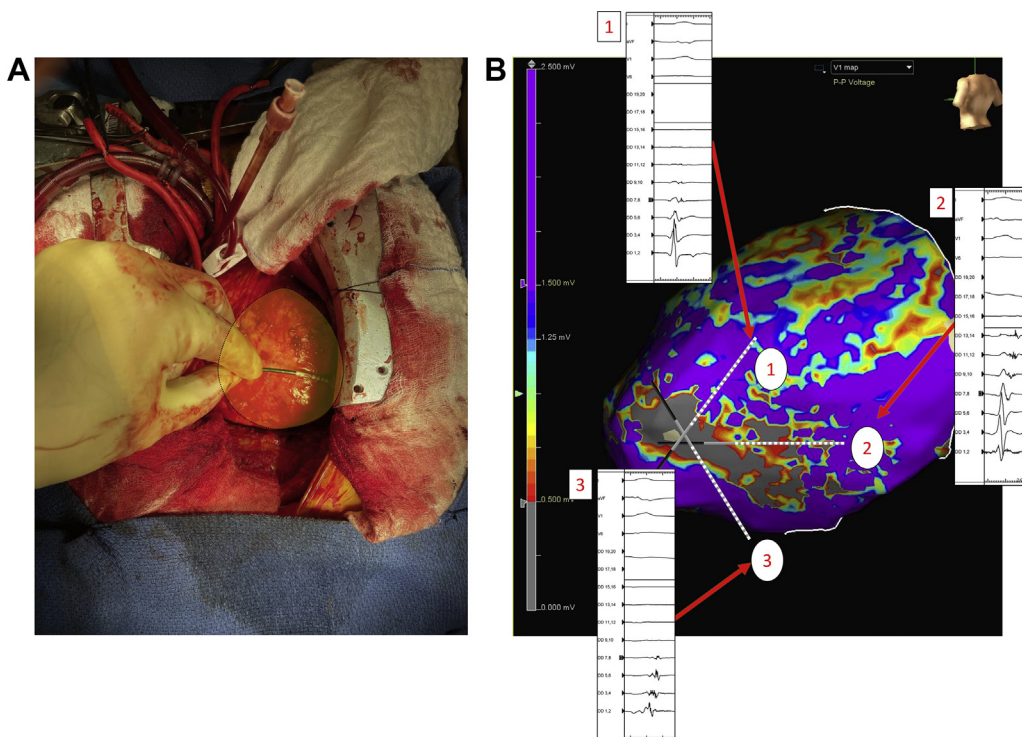 A
B
1
I
aVF
V1
V6
DD 19,20
DD 17,18
DD 15,16
DD 13,14
DD 11,12
DD 9,10
DD 7,8
DD 5,6
DD 3,4
DD 1,2
2.500 mV
1.500 mV
1.25 mV
0.500 mV
0.000 mV
V1 map
P-P Voltage
2
aVF
V1
V6
DD 19,20
DD 17,18
DD 15,16
DD 13,14
DD 11,12
DD 9,10
DD 7,8
DD 5,6
DD 3,4
DD 1,2
1
2
3
3
aVF
V1
V6
DD 19,20
DD 17,18
DD 15,16
DD 13,14
DD 11,12
DD 9,10
DD 7,8
DD 5,6
DD 3,4
DD 1,2